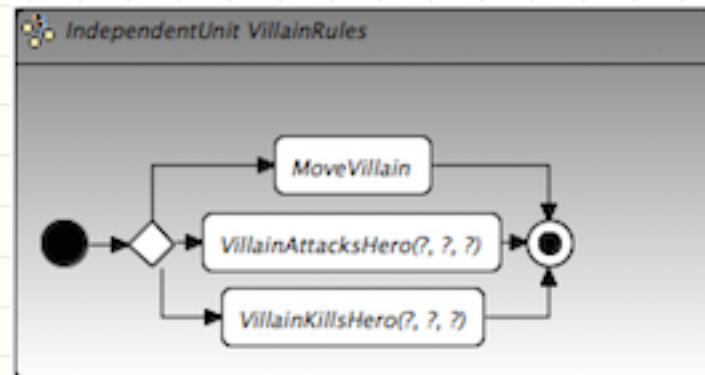 IndependentUnit VillainRules
MoveVillain
VillainAttacksHero(?, ?, ?)
VillainKillsHero(?, ?, ?)